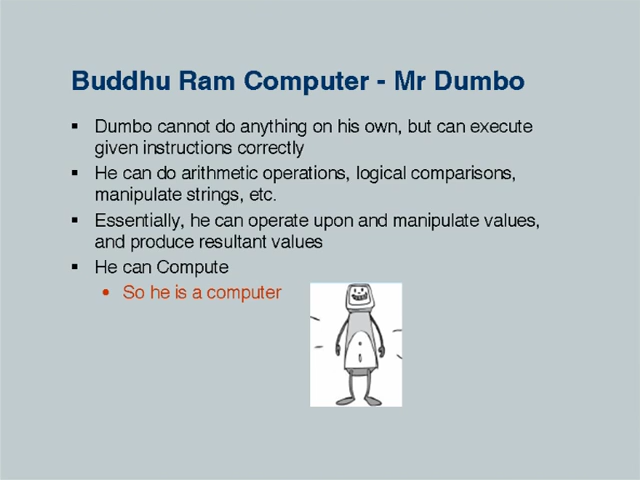 Buddhu Ram Computer - Mr Dumbo
▪ Dumbo cannot do anything on his own, but can execute
given instructions correctly
▪ He can do arithmetic operations, logical comparisons,
manipulate strings, etc.
▪ Essentially, he can operate upon and manipulate values,
and produce resultant values
▪ He can Compute
• So he is a computer